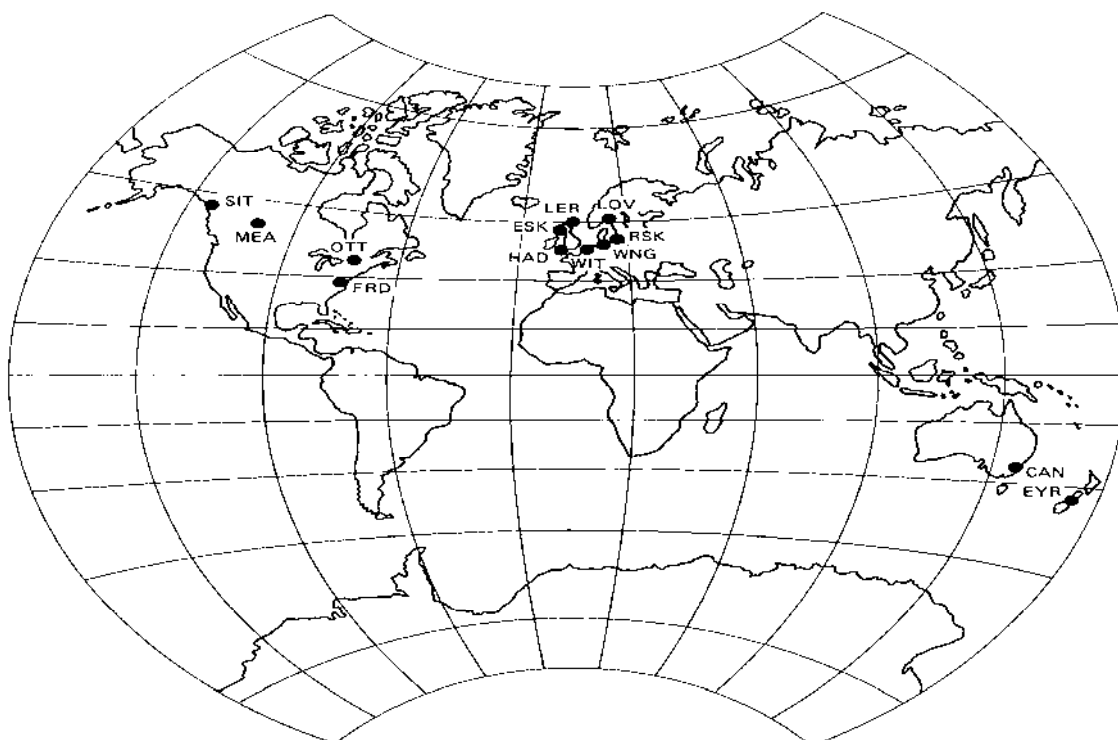 SIT
MEA
OTT
FRD
LER
LOV
ESK
RSK
HAD
WIT
WNG
CAN
EYR